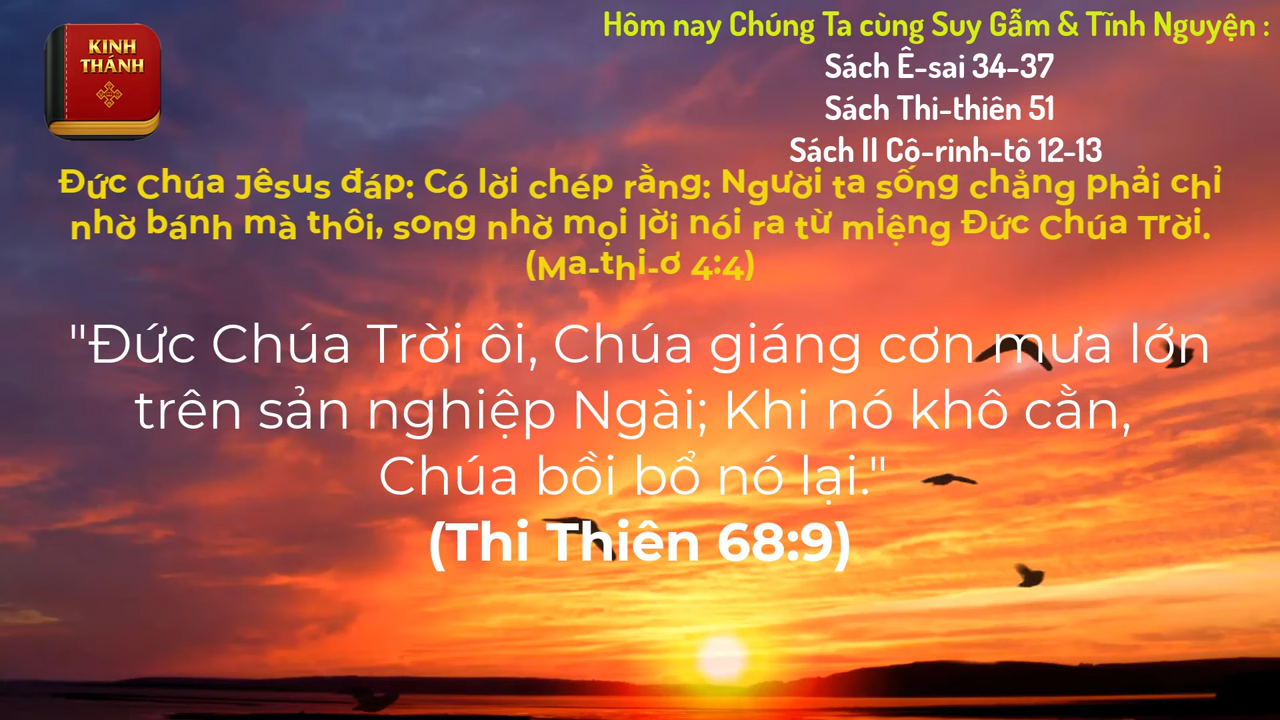 KINH
THÁNH
Hôm nay Chúng Ta cùng Suy Gẫm & Tĩnh Nguyện :
Sách Ê-sai 34-37
Sách Thi-thiên 51
Sách II Cô-rinh-tô 12-13
Đức Chúa Jêsus đáp: Có lời chép rằng: Người ta sống chẳng phải chỉ
nhờ bánh mà thôi, song nhờ mọi lời nói ra từ miệng Đức Chúa Trời.
(Ma-thi-ơ 4:4)
"Đức Chúa Trời ôi, Chúa giáng cơn mưa lớn
trên sản nghiệp Ngài; Khi nó khô cằn,
Chúa bồi bổ nó lại."
(Thi Thiên 68:9)